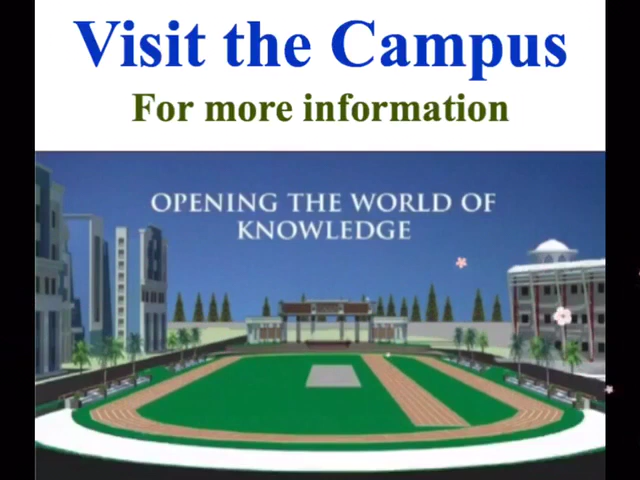 Visit the Campus
For more information
OPENING THE WORLD OF
KNOWLEDGE